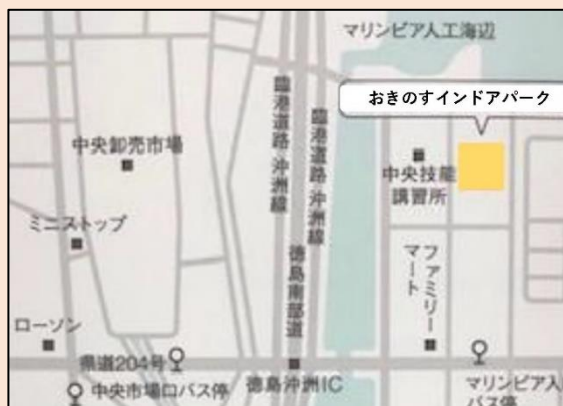 マリンピア人工海辺
おきのすインドアパーク
臨港道路 沖洲線
臨港道路 沖洲線
中央卸売市場
中央技能
講習所
ミニストップ
徳島南部道
ファミリー
マート
ローソン
県道204号
中央市場口バス停
徳島沖洲IC
マリンピア入
バス停